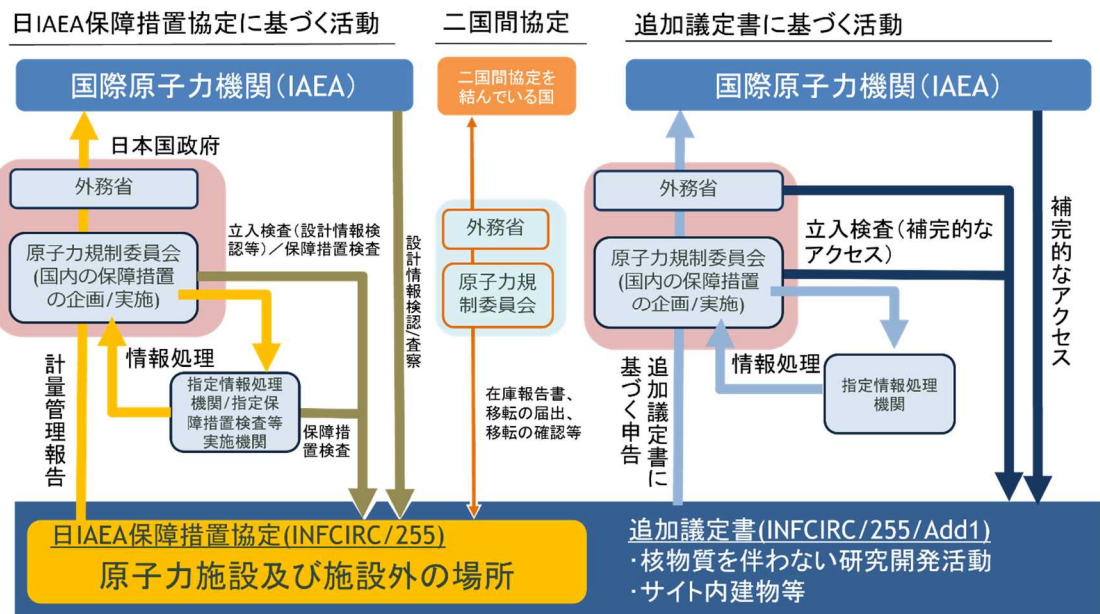 日IAEA保障措置協定に基づく活動
国際原子力機関(IAEA)
日本国政府
外務省
原子力規制委員会
(国内の保障措置
の企画/実施)
立入検査(設計情報検
認等)/保障措置検査
設計情報検認/査察
情報処理
指定情報処理
機関/指定保
障措置検査等
実施機関
保障措
置検査
計量管理報告
二国間協定
二国間協定を
結んでいる国
外務省
原子力規
制委員会
在庫報告書、
移転の届出、
移転の確認等
追加議定書に基づく活動
国際原子力機関(IAEA)
外務省
原子力規制委員会
(国内の保障措置
の企画/実施)
立入検査(補完的な
アクセス)
補完的なアクセス
情報処理
指定情報処理
機関
追加議定書に
基づく申告
日IAEA保障措置協定(INFCIRC/255)
原子力施設及び施設外の場所
追加議定書(INFCIRC/255/Add1)
・核物質を伴わない研究開発活動
・サイト内建物等